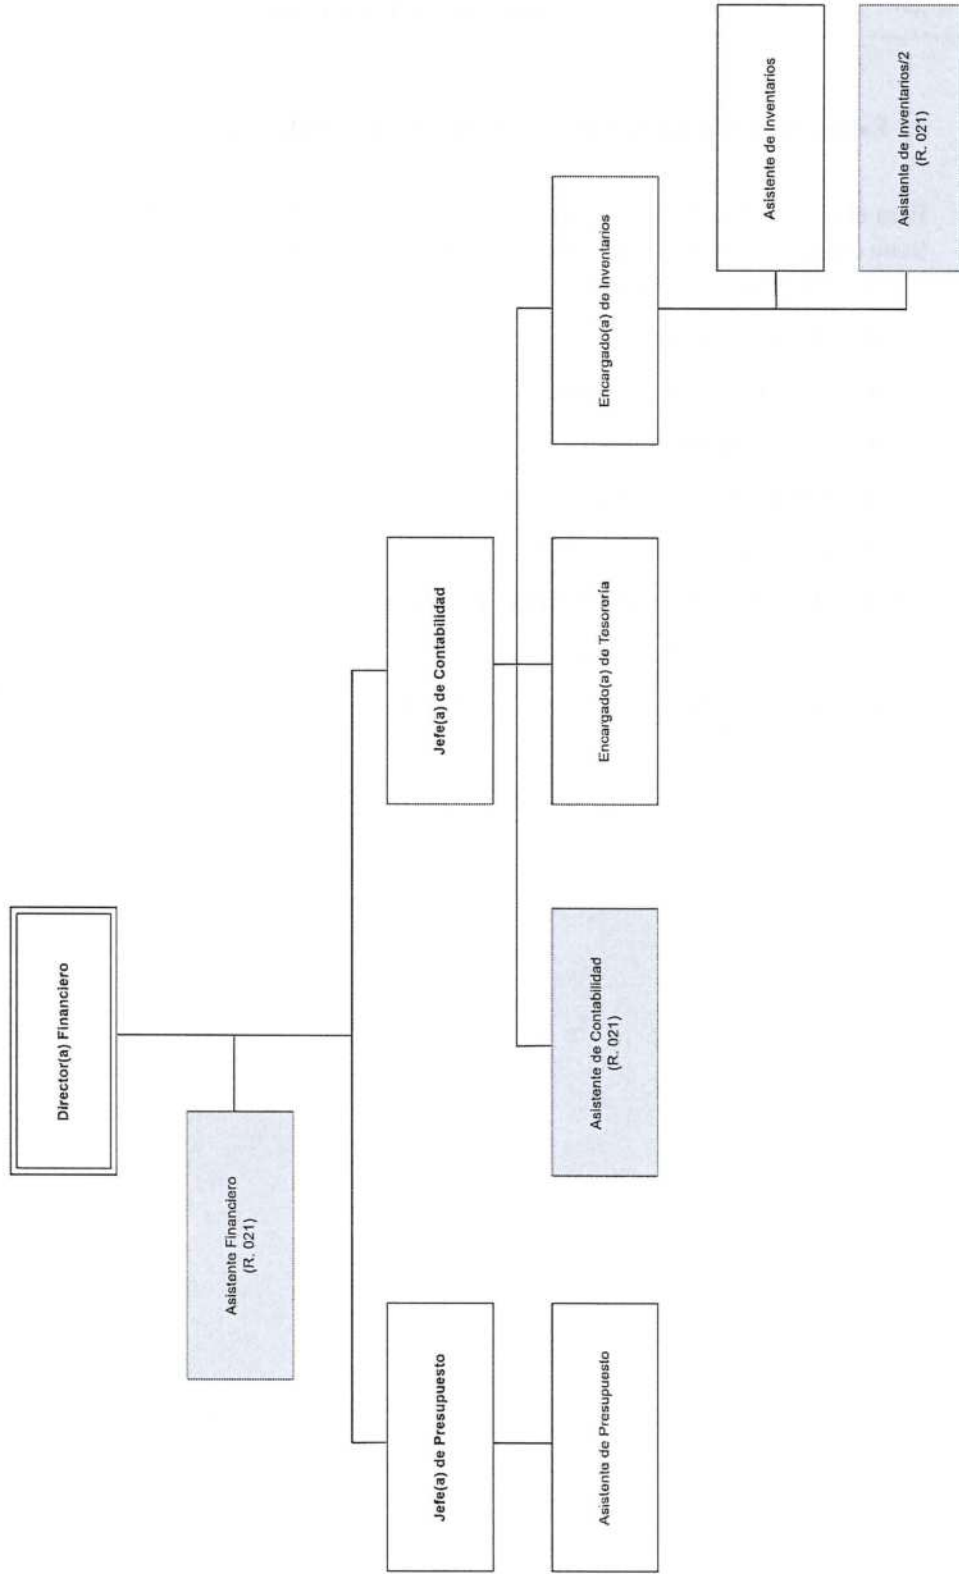 Director(a) Financiero
Asistente Financiero
(R. 021)
Jefe(a) de Presupuesto
Jefe(a) de Contabilidad
Asistente de Presupuesto
Asistente de Contabilidad
(R. 021)
Encargado(a) de Tesorería
Encargado(a) de Inventarios
Asistente de Inventarios
Asistente de Inventarios/2
(R. 021)